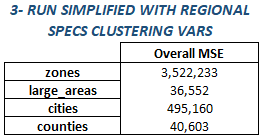 3- RUN SIMPLIFIED WITH REGIONAL
SPECS CLUSTERING VARS
Overall MSE
zones 3,522,233
large_areas 36,552
cities 495,160
counties 40,603